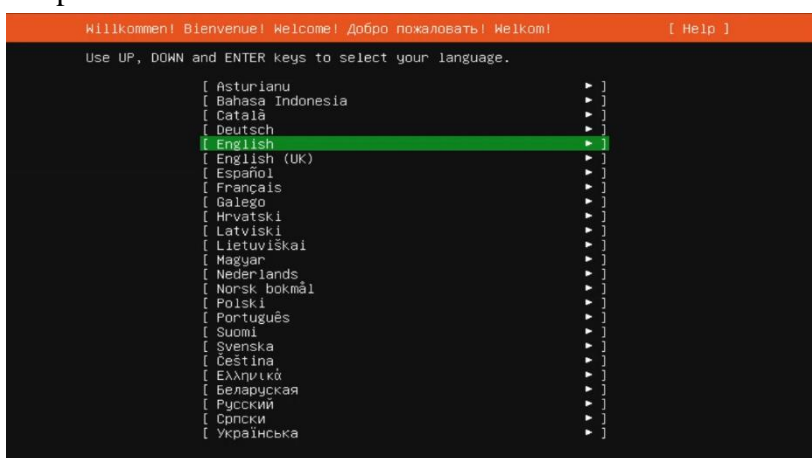 Willkommen! Bienvenue! Welcome! Добро пожаловать! Welkom! [ Help ]
Use UP, DOWN and ENTER keys to select your language.
[ Asturianu ► ]
[ Bahasa Indonesia ► ]
[ Català ► ]
[ Deutsch ► ]
[ English ► ]
[ English (UK) ► ]
[ Español ► ]
[ Français ► ]
[ Galego ► ]
[ Hrvatski ► ]
[ Latviski ► ]
[ Lietuviškai ► ]
[ Magyar ► ]
[ Nederlands ► ]
[ Norsk bokmål ► ]
[ Polski ► ]
[ Português ► ]
[ Suomi ► ]
[ Svenska ► ]
[ Čeština ► ]
[ Ελληνικά ► ]
[ Беларуская ► ]
[ Русский ► ]
[ Српски ► ]
[ Українська ► ]